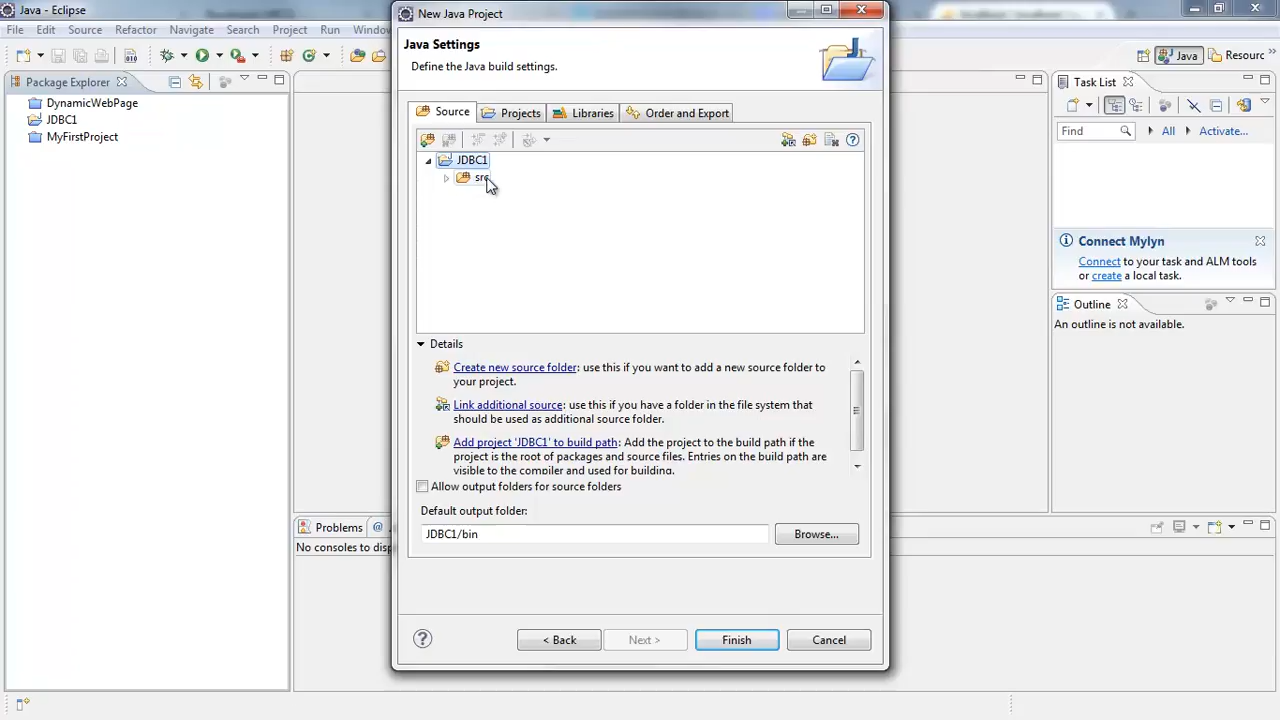 Java - Eclipse
New Java Project
File Edit Source Refactor Navigate Search Project Run Window
Java Settings
Define the Java build settings.
Java
Resourc
Package Explorer
Task List
DynamicWebPage
JDBC1
MyFirstProject
Source
Projects
Libraries
Order and Export
Find
All
Activate...
JDBC1
src
Connect Mylyn
Connect to your task and ALM tools
or create a local task.
Outline
An outline is not available.
Details
Create new source folder: use this if you want to add a new source folder to
your project.
Link additional source: use this if you have a folder in the file system that
should be used as additional source folder.
Add project 'JDBC1' to build path: Add the project to the build path if the
project is the root of packages and source files. Entries on the build path are
visible to the compiler and used for building.
Allow output folders for source folders
Default output folder:
JDBC1/bin
Browse...
Problems @
No consoles to disp
< Back
Next >
Finish
Cancel